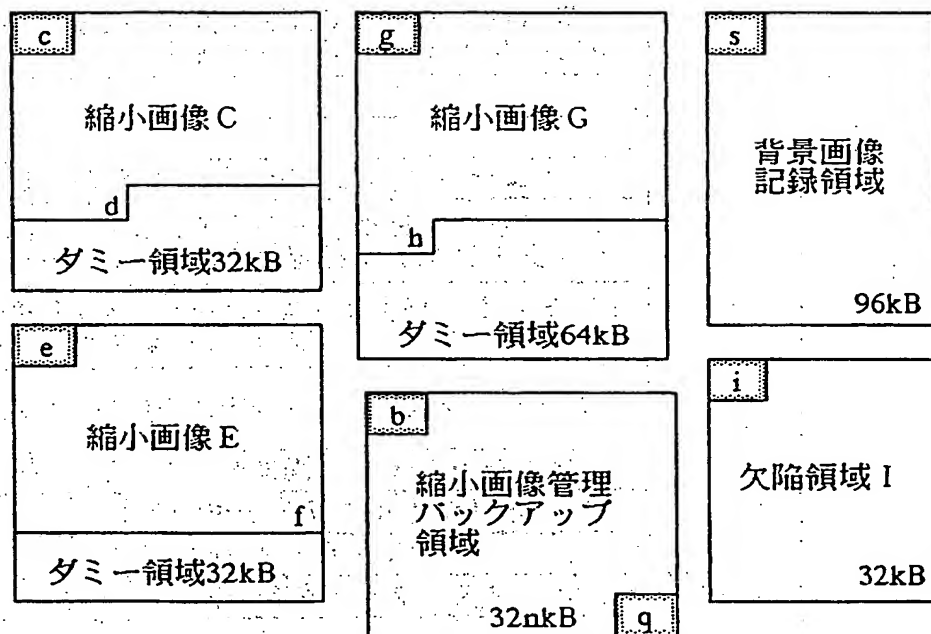 c
縮小画像C
d
ダミー領域32kB
e
縮小画像E
f
ダミー領域32kB
g
縮小画像G
h
ダミー領域64kB
b
縮小画像管理
バックアップ
領域
32nkB
q
s
背景画像
記録領域
96kB
i
欠陥領域I
32kB